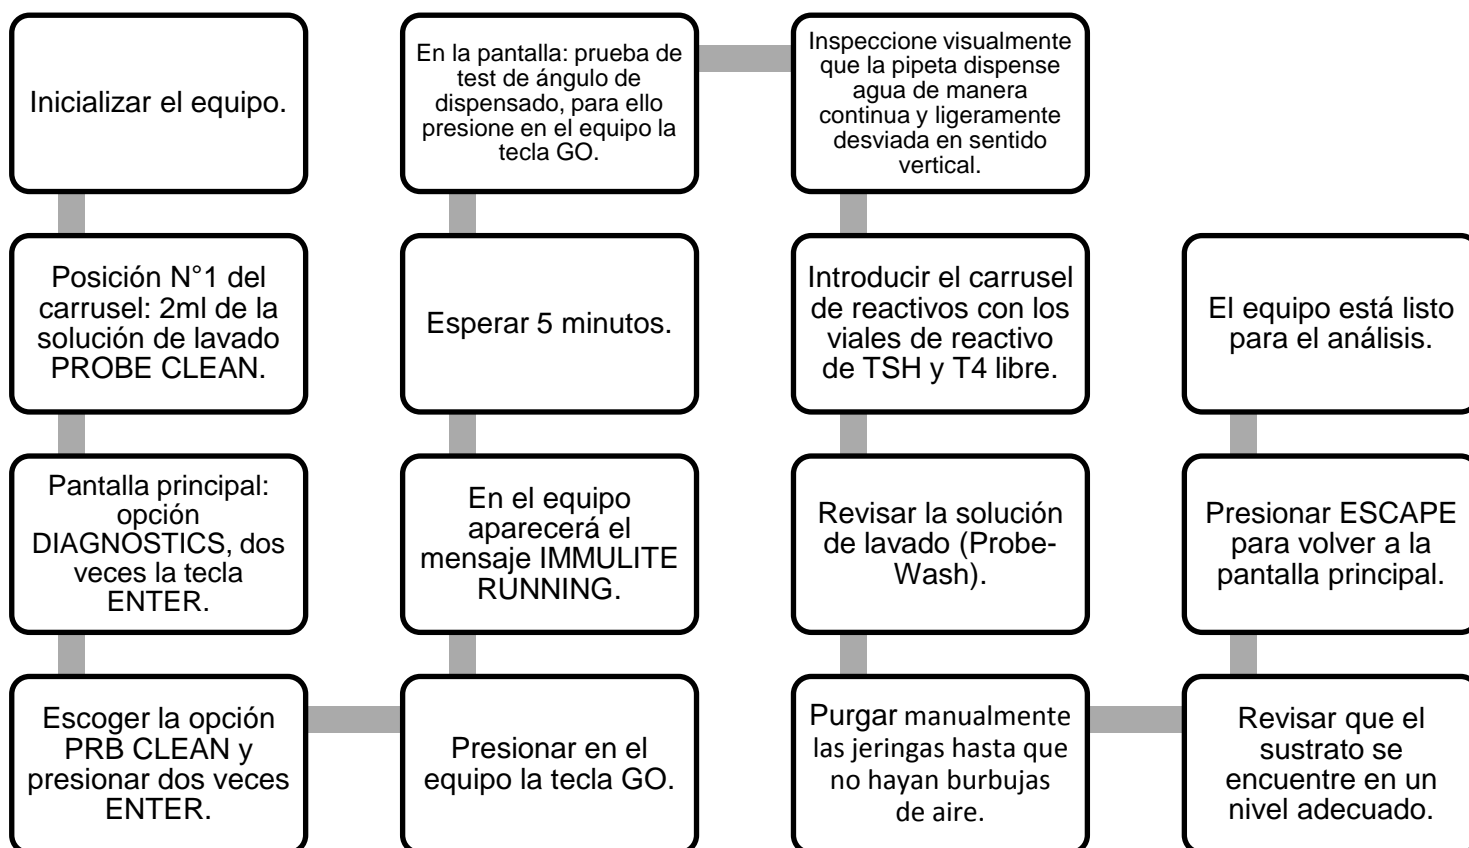 Inicializar el equipo.
Posición N°1 del
carrusel: 2ml de la
solución de lavado
PROBE CLEAN.
Pantalla principal:
opción
DIAGNOSTICS, dos
veces la tecla
ENTER.
Escoger la opción
PRB CLEAN y
presionar dos veces
ENTER.
Presionar en el
equipo la tecla GO.
En el equipo
aparecerá el
mensaje IMMULITE
RUNNING.
Esperar 5 minutos.
En la pantalla: prueba de
test de ángulo de
dispensado, para ello
presione en el equipo la
tecla GO.
Inspeccione visualmente
que la pipeta dispense
agua de manera
continua y ligeramente
desviada en sentido
vertical.
Introducir el carrusel
de reactivos con los
viales de reactivo
de TSH y T4 libre.
Revisar la solución
de lavado (Probe-
Wash).
Purgar manualmente
las jeringas hasta que
no hayan burbujas
de aire.
Revisar que el
sustrato se
encuentre en un
nivel adecuado.
Presionar ESCAPE
para volver a la
pantalla principal.
El equipo está listo
para el análisis.